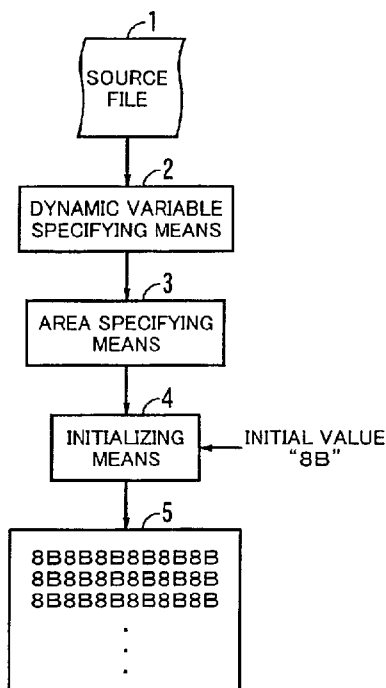 1
SOURCE
FILE
2
DYNAMIC VARIABLE
SPECIFYING MEANS
3
AREA SPECIFYING
MEANS
4
INITIALIZING
MEANS
INITIAL VALUE
"8B"
5
8B8B8B8B8B8B8B
8B8B8B8B8B8B8B
8B8B8B8B8B8B8B